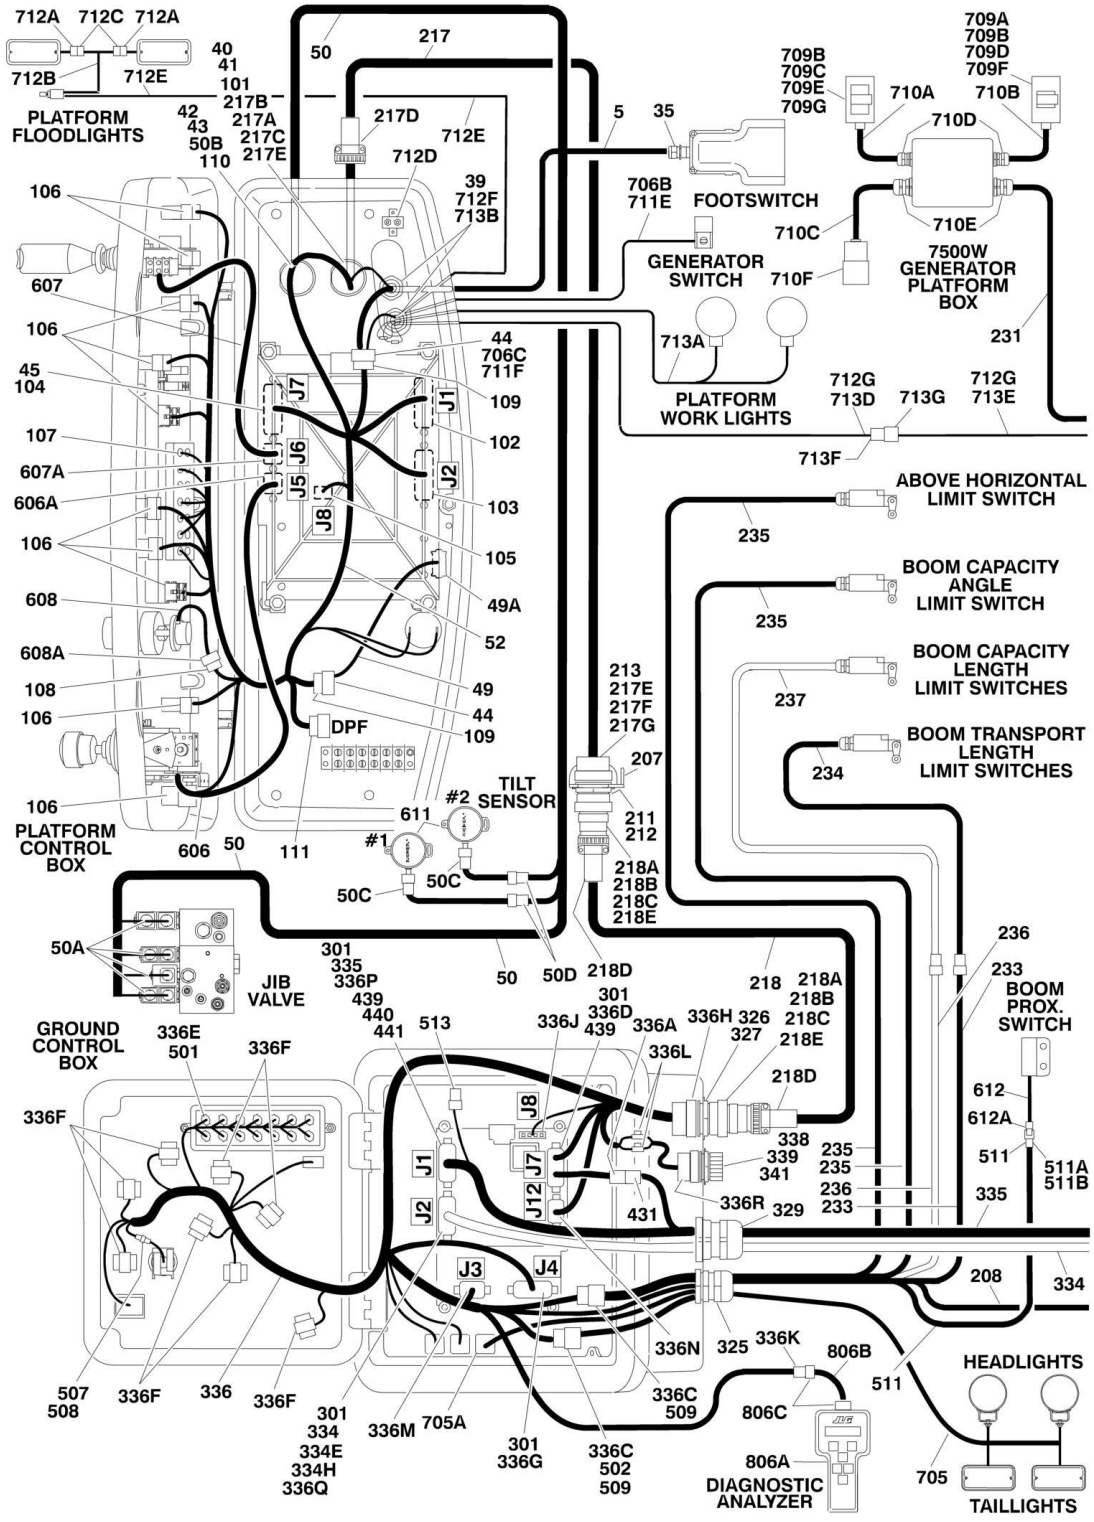 712A
712C
712A
712B
712E
PLATFORM
FLOODLIGHTS
40
41
101
217B
217A
217C
217E
42
43
50B
110
50
217
217D
712D
712E
39
712F
713B
5
35
FOOTSWITCH
706B
711E
GENERATOR
SWITCH
709B
709C
709E
709G
709A
709B
709D
709F
710A
710B
710D
710C
710E
710F
7500W
GENERATOR
PLATFORM
BOX
231
106
607
106
45
104
107
607A
606A
106
608
608A
108
106
106
PLATFORM
CONTROL
BOX
606
111
J7
J6
J5
J8
J1
J2
44
706C
711F
109
102
103
105
49A
52
49
44
109
DPF
713A
PLATFORM
WORK LIGHTS
712G
713D
713G
712G
713E
713F
ABOVE HORIZONTAL
LIMIT SWITCH
235
BOOM CAPACITY
ANGLE
LIMIT SWITCH
235
BOOM CAPACITY
LENGTH
LIMIT SWITCHES
237
BOOM TRANSPORT
LENGTH
LIMIT SWITCHES
234
213
217E
217F
217G
207
211
212
218A
218B
218C
218E
TILT
SENSOR
#2
611
#1
50C
50C
50D
50
50
50A
JIB
VALVE
218D
218
236
233
BOOM
PROX.
SWITCH
612
612A
511
511A
511B
GROUND
CONTROL
BOX
301
335
336P
439
440
441
513
336J
301
336D
439
336A
336L
336H
326
327
218A
218B
218C
218E
218D
336E
501
336F
336F
J8
J1
J2
J7
J12
J3
J4
338
339
341
336R
431
329
235
235
236
233
335
334
208
511
336N
325
336K
806B
806C
806A
DIAGNOSTIC
ANALYZER
JLG
HEADLIGHTS
705
TAILLIGHTS
507
508
336F
336
336F
301
334
334E
334H
336Q
336M
705A
301
336G
336C
502
509
336C
509